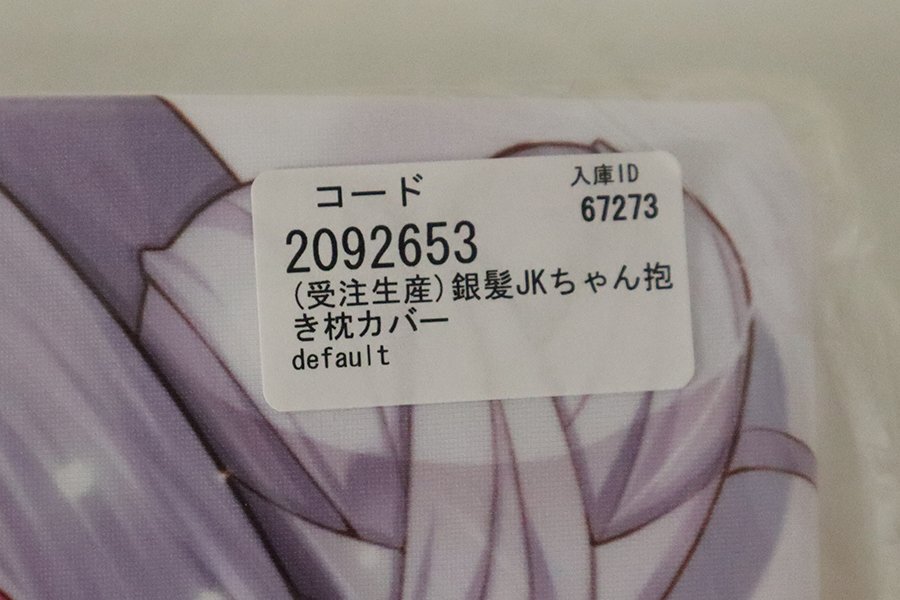 コード
入庫ID
67273
2092653
(受注生産)銀髪JKちゃん抱
き枕カバー
default